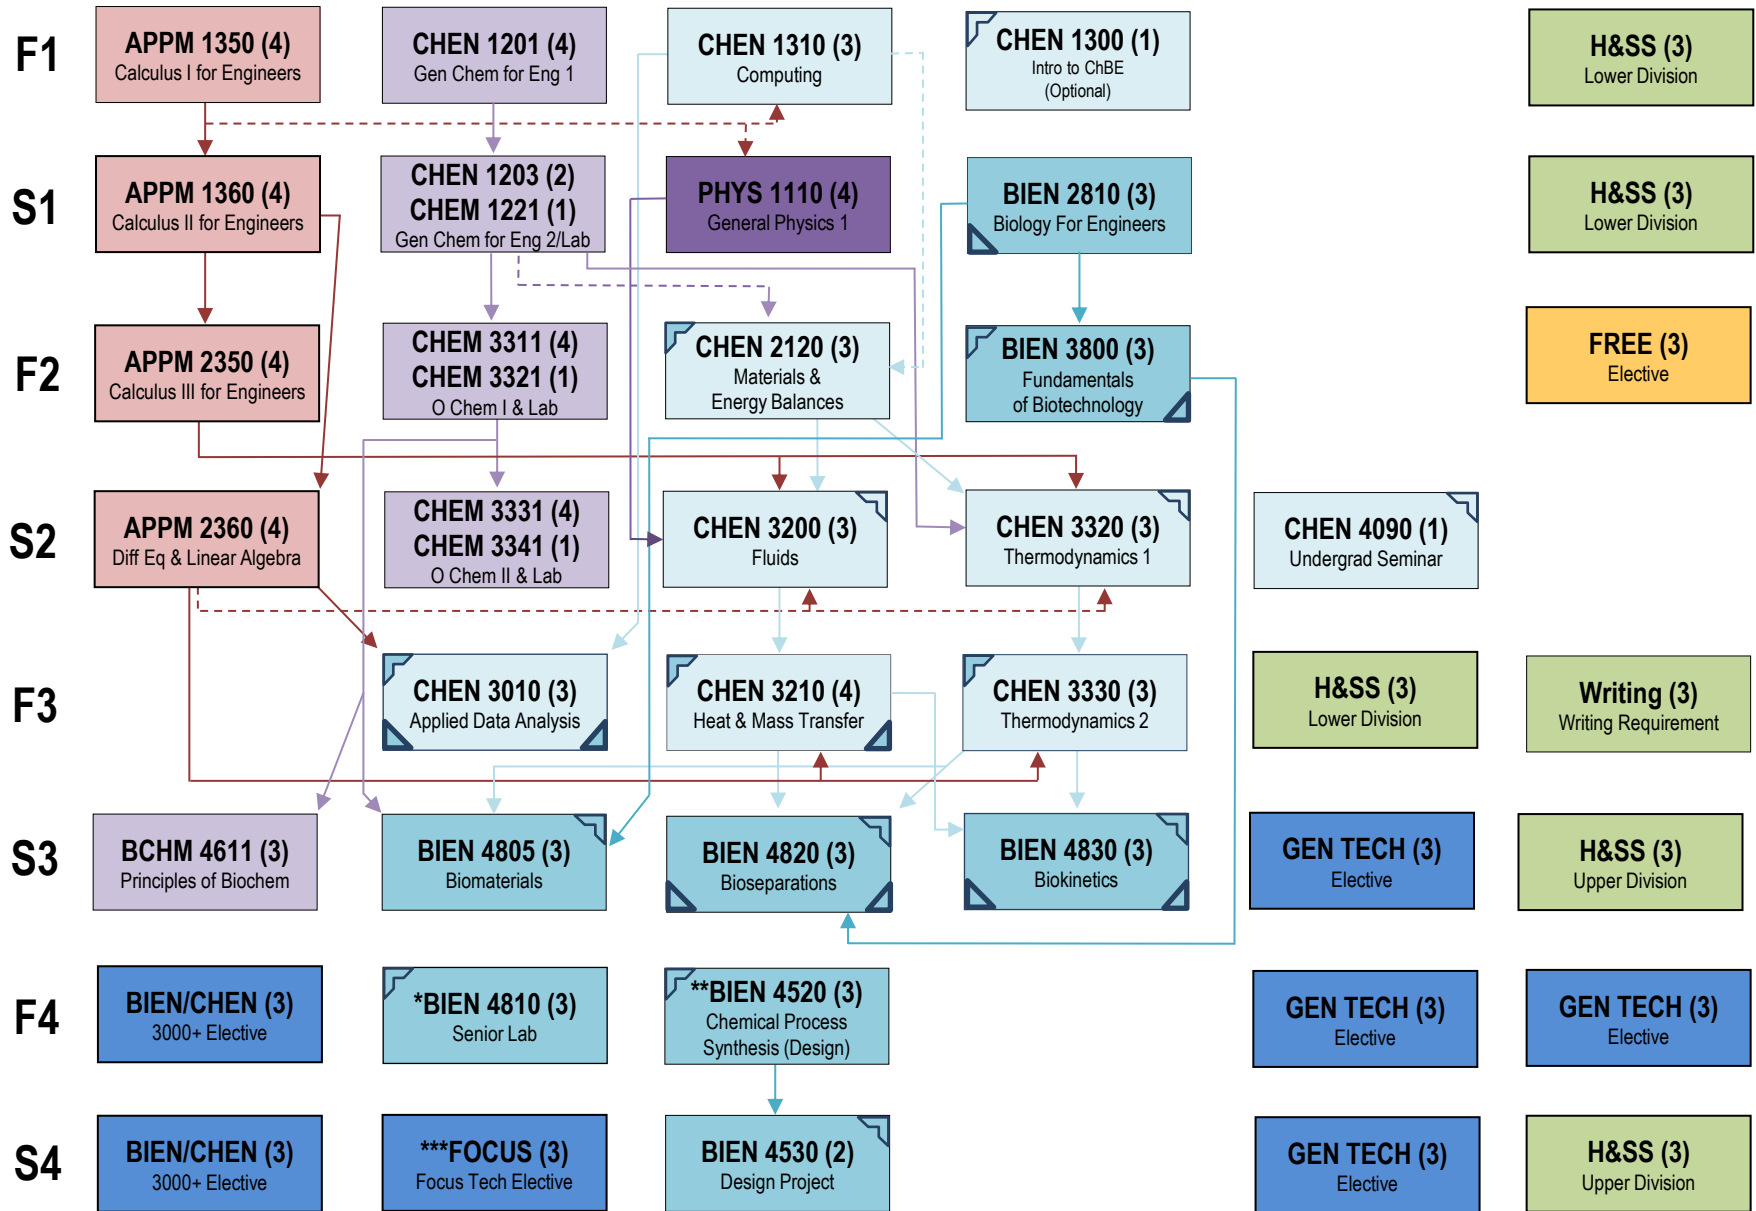 F1
APPM 1350 (4)
Calculus I for Engineers
CHEN 1201 (4)
Gen Chem for Eng 1
CHEN 1310 (3)
Computing
CHEN 1300 (1)
Intro to ChBE
(Optional)
H&SS (3)
Lower Division
S1
APPM 1360 (4)
Calculus II for Engineers
CHEN 1203 (2)
CHEM 1221 (1)
Gen Chem for Eng 2/Lab
PHYS 1110 (4)
General Physics 1
BIEN 2810 (3)
Biology For Engineers
H&SS (3)
Lower Division
F2
APPM 2350 (4)
Calculus III for Engineers
CHEM 3311 (4)
CHEM 3321 (1)
O Chem I & Lab
CHEN 2120 (3)
Materials &
Energy Balances
BIEN 3800 (3)
Fundamentals
of Biotechnology
FREE (3)
Elective
S2
APPM 2360 (4)
Diff Eq & Linear Algebra
CHEM 3331 (4)
CHEM 3341 (1)
O Chem II & Lab
CHEN 3200 (3)
Fluids
CHEN 3320 (3)
Thermodynamics 1
CHEN 4090 (1)
Undergrad Seminar
F3
CHEN 3010 (3)
Applied Data Analysis
CHEN 3210 (4)
Heat & Mass Transfer
CHEN 3330 (3)
Thermodynamics 2
H&SS (3)
Lower Division
Writing (3)
Writing Requirement
S3
BCHM 4611 (3)
Principles of Biochem
BIEN 4805 (3)
Biomaterials
BIEN 4820 (3)
Bioseparations
BIEN 4830 (3)
Biokinetics
GEN TECH (3)
Elective
H&SS (3)
Upper Division
F4
BIEN/CHEN (3)
3000+ Elective
*BIEN 4810 (3)
Senior Lab
**BIEN 4520 (3)
Chemical Process
Synthesis (Design)
GEN TECH (3)
Elective
GEN TECH (3)
Elective
S4
BIEN/CHEN (3)
3000+ Elective
***FOCUS (3)
Focus Tech Elective
BIEN 4530 (2)
Design Project
GEN TECH (3)
Elective
H&SS (3)
Upper Division